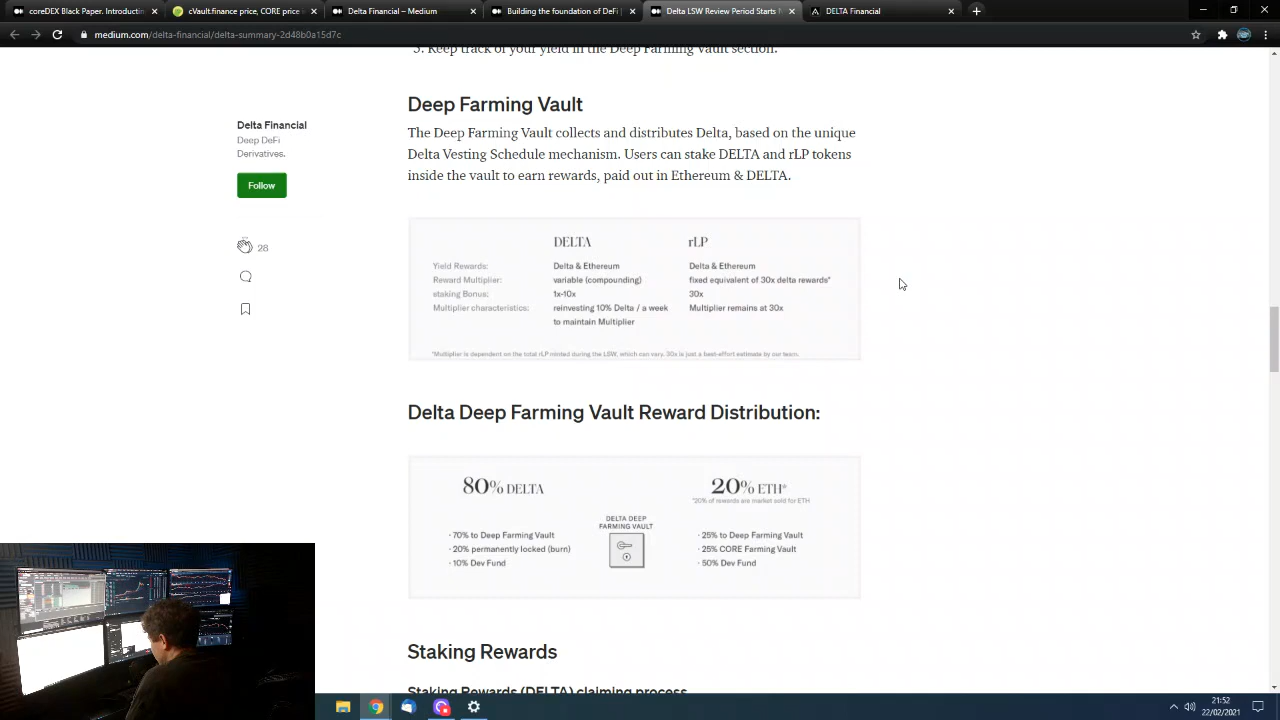 coreDEX Black Paper.indd
cvault.finance - CORE
Delta Financial – Medium
Building the foundation of DeFi
Delta LSW Summary
DELTA Financial
medium.com/delta-financial/delta-summary-2d48b0a15d7c
5. Keep track of your yield in the Deep Farming Vault section.
Delta Financial
Deep DeFi
Derivatives.
Follow
28
Deep Farming Vault
The Deep Farming Vault collects and distributes Delta, based on the unique
Delta Vesting Schedule mechanism. Users can stake DELTA and rLP tokens
inside the vault to earn rewards, paid out in Ethereum & DELTA.
DELTA rLP
Yield Rewards: Delta & Ethereum Delta & Ethereum
Reward Multiplier: variable (compounding) fixed equivalent of 30x delta rewards*
etaking Bonus: 1x-10x 30x
Multiplier characteristics: reinvesting 10% Delta / a week Multiplier remains at 30x
to maintain Multiplier
*Multiplier is dependent on the total rLP minted during the LSW, which can vary. 30x is just a best-effort estimate by our team.
Delta Deep Farming Vault Reward Distribution:
80% DELTA
20% ETH*
*20% of rewards are market sold for ETH
DELTA DEEP
FARMING VAULT
· 70% to Deep Farming Vault
· 20% permanently locked (burn)
· 10% Dev Fund
· 25% to Deep Farming Vault
· 25% CORE Farming Vault
· 50% Dev Fund
Staking Rewards
Staking Rewards (DELTA) claiming process
21:52
22/02/2021